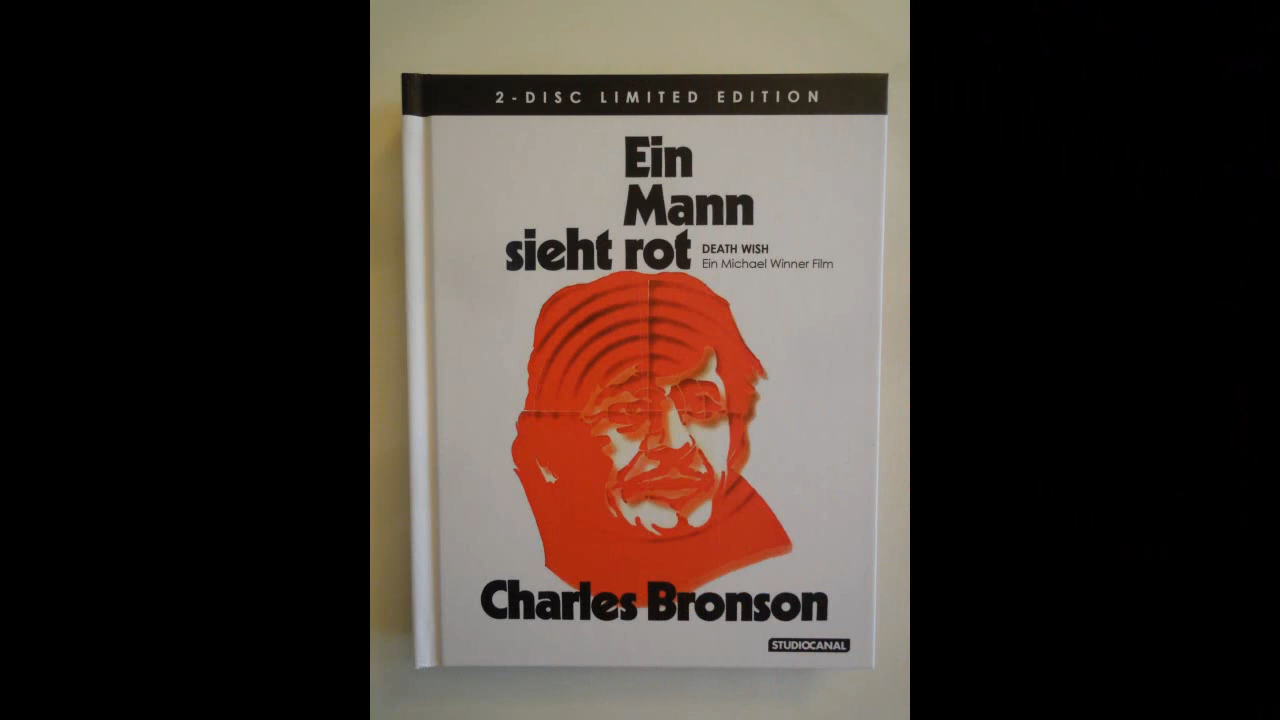 2-DISC LIMITED EDITION
Ein
Mann
sieht rot
DEATH WISH
Ein Michael Winner Film
Charles Bronson
STUDIOCANAL